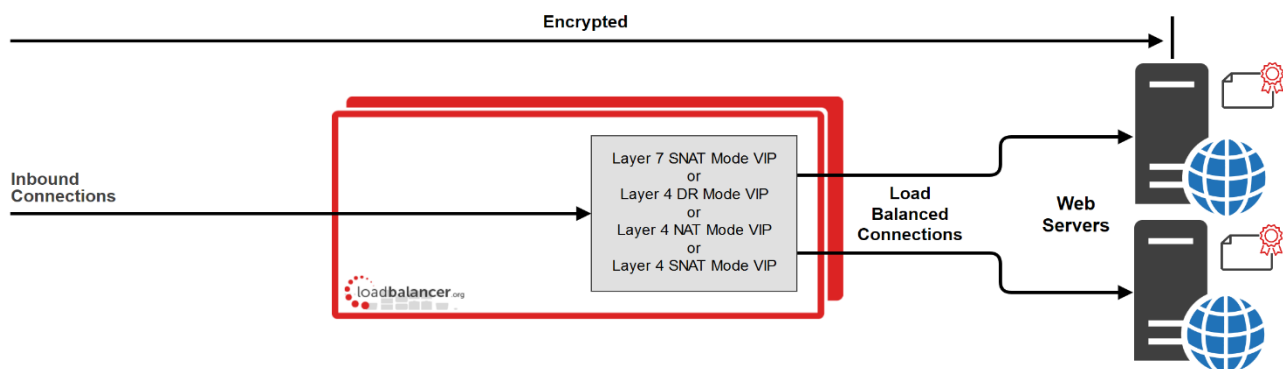 Encrypted
Inbound
Connections
Layer 7 SNAT Mode VIP
or
Layer 4 DR Mode VIP
or
Layer 4 NAT Mode VIP
or
Layer 4 SNAT Mode VIP
Load
Balanced
Connections
Web
Servers
loadbalancer.org